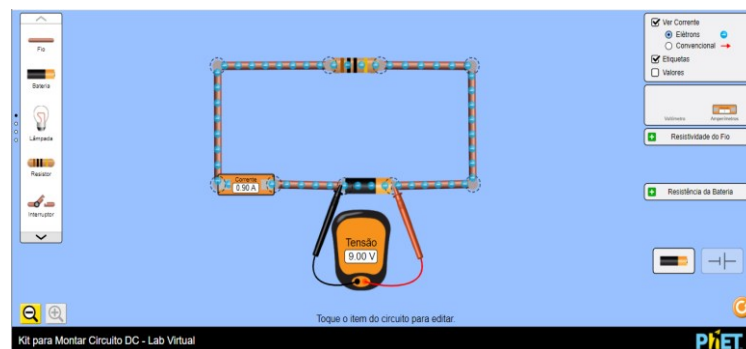 Fio
Bateria
Lâmpada
Resistor
Interruptor
Corrente
0.90 A
Tensão
9.00 V
Ver Corrente
Elétrons
Convencional
Etiquetas
Valores
Voltímetro Amperímetros
Resistividade do Fio
Resistência da Bateria
Toque o item do circuito para editar.
Kit para Montar Circuito DC - Lab Virtual
PhET